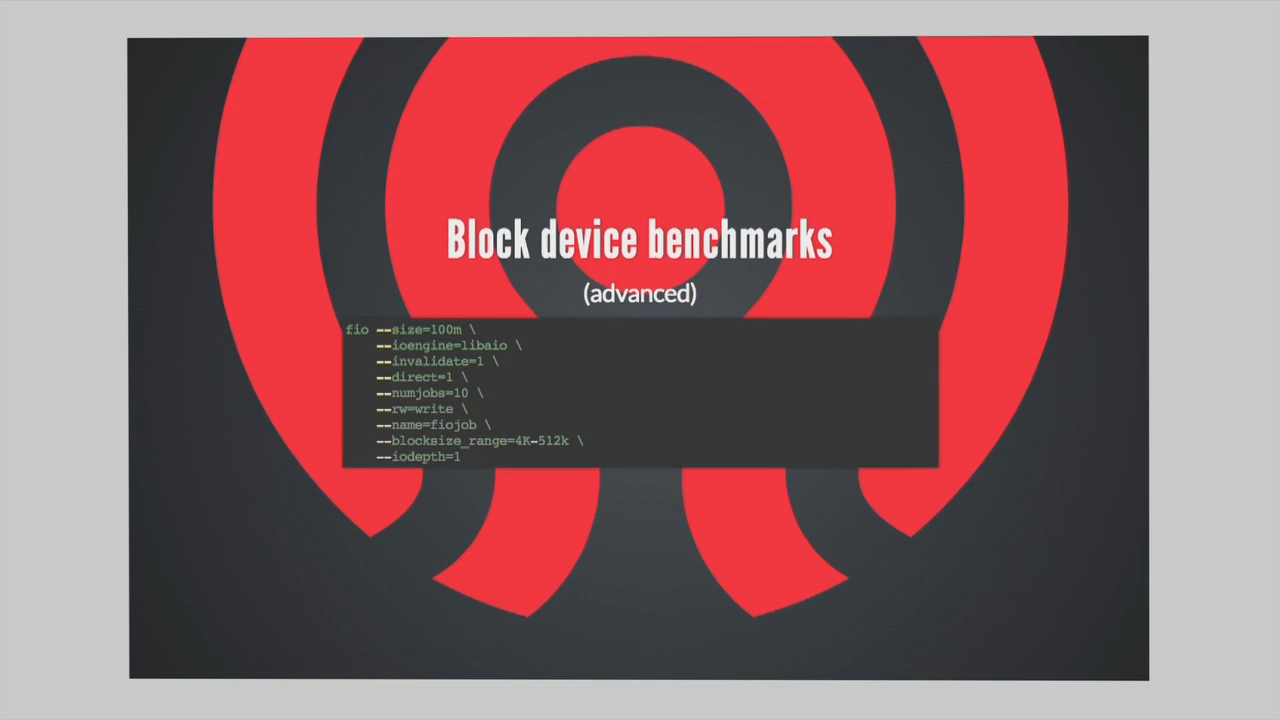 Block device benchmarks
(advanced)
fio --size=100m \
--ioengine=libaio \
--invalidate=1 \
--direct=1 \
--numjobs=10 \
--rw=write \
--name=fiojob \
--blocksize_range=4K-512k \
--iodepth=1